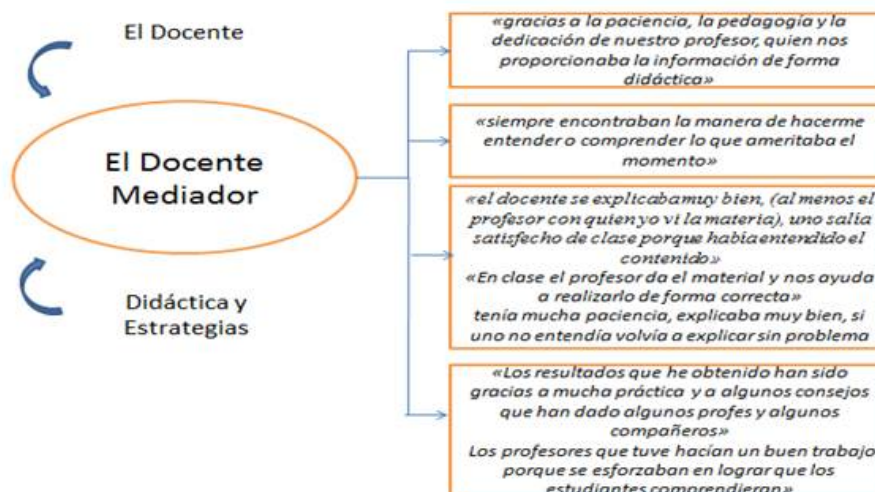 El Docente
El Docente
Mediador
Didáctica y
Estrategias
«gracias a la paciencia, la pedagogía y la
dedicación de nuestro profesor, quien nos
proporcionaba la información de forma
didáctica»
«siempre encontraban la manera de hacerme
entender o comprender lo que ameritaba el
momento»
«el docente se explicabamuy bien, (al menos el
profesor con quien yo vi la materia), uno salía
satisfecho de clase porque había entendido el
contenido»
«En clase el profesor da el material y nos ayuda
a realizarlo de forma correcta»
tenía mucha paciencia, explicaba muy bien, si
uno no entendía volvía a explicar sin problema
«Los resultados que he obtenido han sido
gracias a mucha práctica y a algunos consejos
que han dado algunos profes y algunos
compañeros»
Los profesores que tuve hacían un buen trabajo
porque se esforzaban en lograr que los
estudiantes comprendieran»